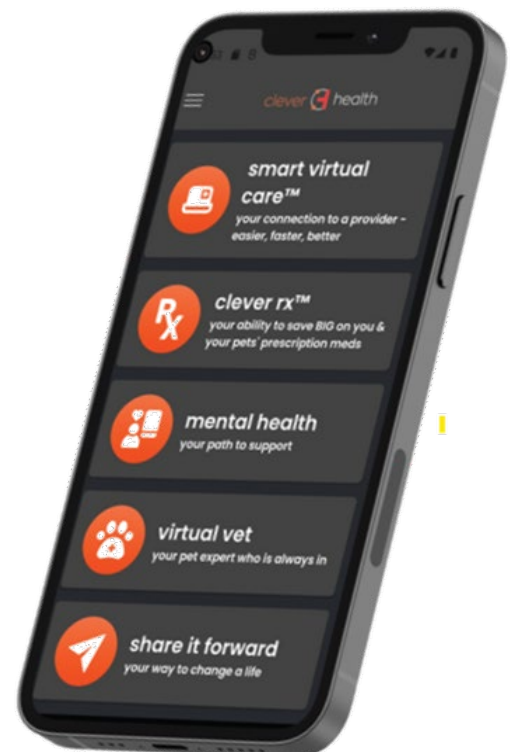 clever health
smart virtual
care™
your connection to a provider -
easier, faster, better
clever rx™
your ability to save BIG on you &
your pets' prescription meds
mental health
your path to support
virtual vet
your pet expert who is always in
share it forward
your way to change a life